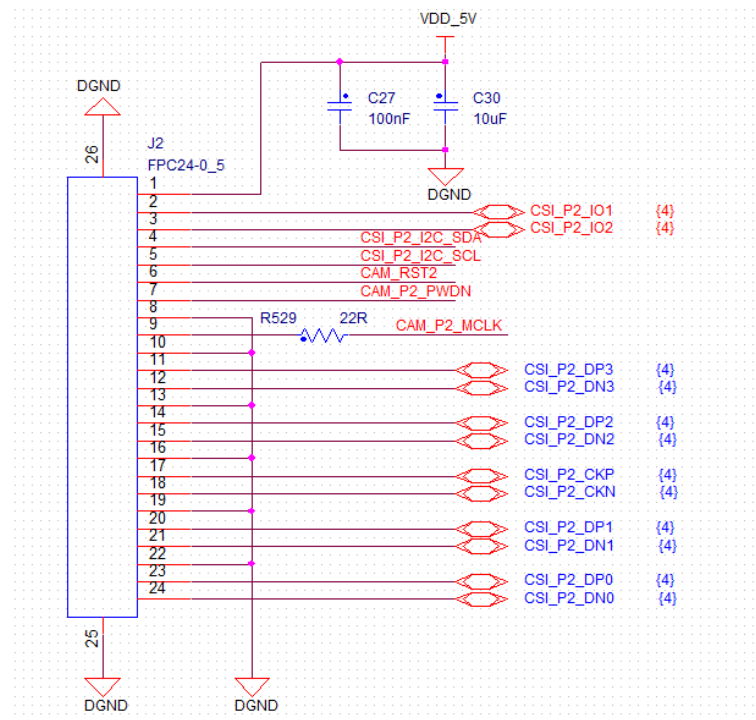 VDD_5V
DGND
C27
100nF
C30
10uF
26
J2
FPC24-0_5
DGND
1
2
CSI_P2_IO1 {4}
3
CSI_P2_IO2 {4}
4
CSI_P2_I2C_SDA
5
CSI_P2_I2C_SCL
6
CAM_RST2
7
CAM_P2_PWDN
8
9
R529 22R CAM_P2_MCLK
10
11
CSI_P2_DP3 {4}
12
CSI_P2_DN3 {4}
13
14
CSI_P2_DP2 {4}
15
CSI_P2_DN2 {4}
16
17
CSI_P2_CKP {4}
18
CSI_P2_CKN {4}
19
20
CSI_P2_DP1 {4}
21
CSI_P2_DN1 {4}
22
23
CSI_P2_DP0 {4}
24
CSI_P2_DN0 {4}
25
DGND
DGND